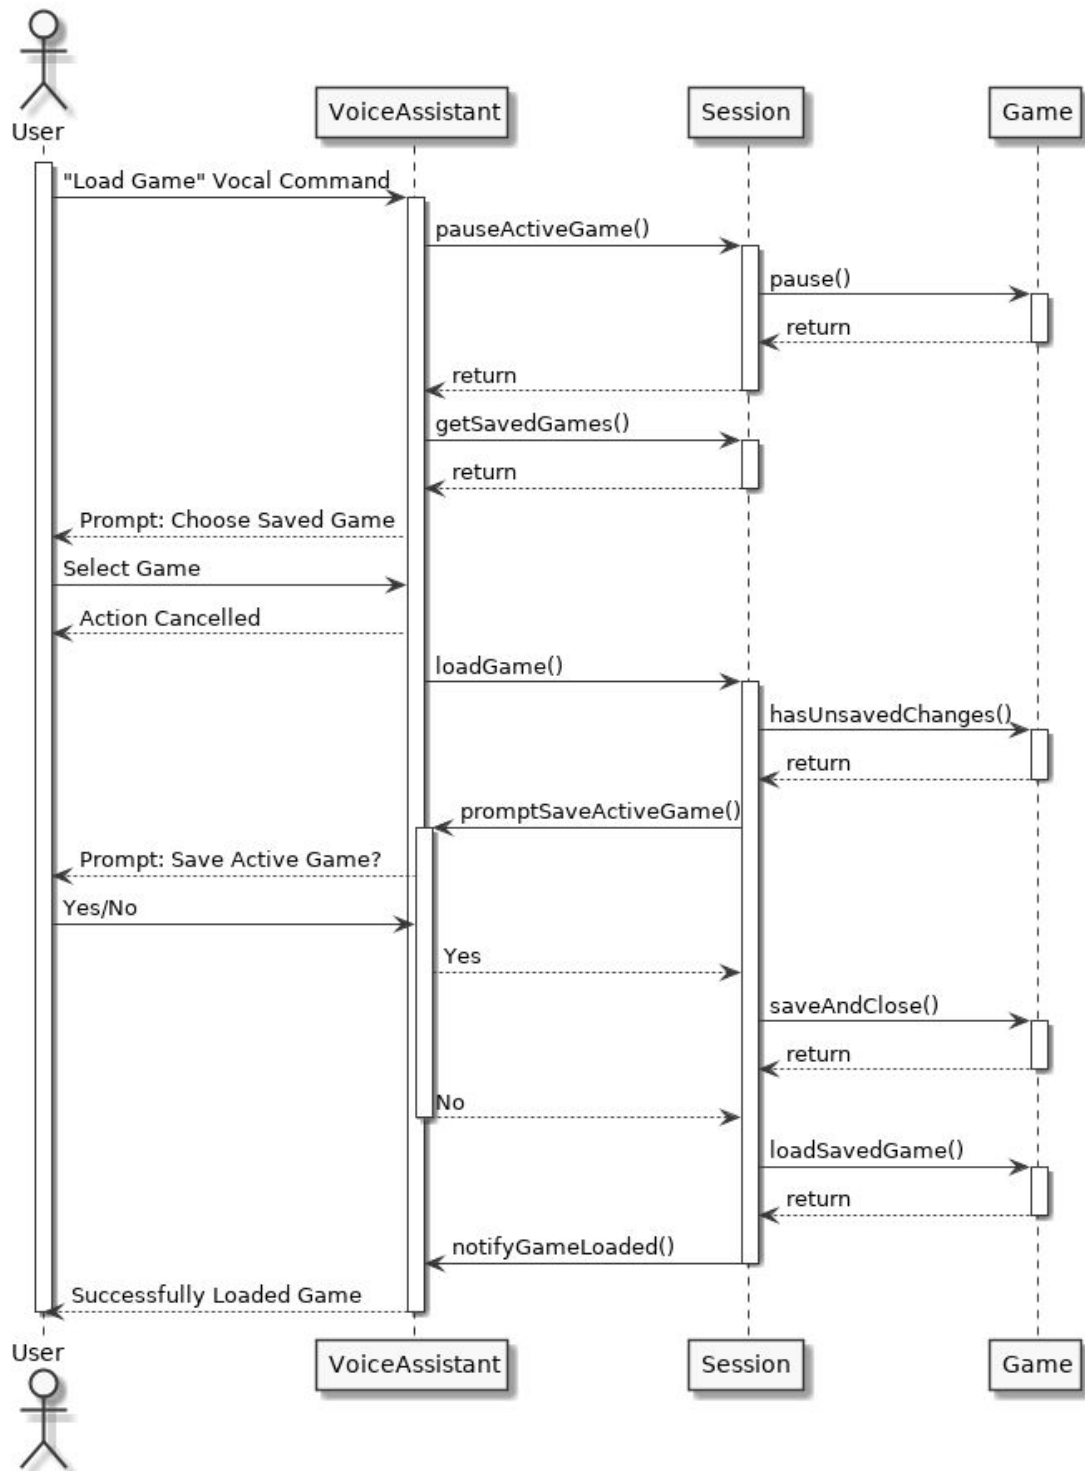 User
VoiceAssistant
Session
Game
"Load Game" Vocal Command
pauseActiveGame()
pause()
return
return
getSavedGames()
return
Prompt: Choose Saved Game
Select Game
Action Cancelled
loadGame()
hasUnsavedChanges()
return
promptSaveActiveGame()
Prompt: Save Active Game?
Yes/No
Yes
saveAndClose()
return
No
loadSavedGame()
return
notifyGameLoaded()
Successfully Loaded Game
User
VoiceAssistant
Session
Game